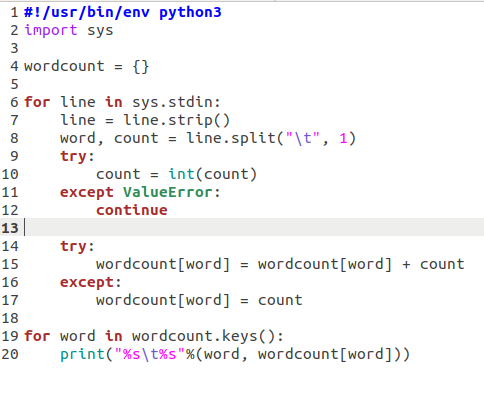 1 #!/usr/bin/env python3
2 import sys
3
4 wordcount = {}
5
6 for line in sys.stdin:
7     line = line.strip()
8     word, count = line.split("\t", 1)
9     try:
10         count = int(count)
11     except ValueError:
12         continue
13
14     try:
15         wordcount[word] = wordcount[word] + count
16     except:
17         wordcount[word] = count
18
19 for word in wordcount.keys():
20     print("%s\t%s"%(word, wordcount[word]))